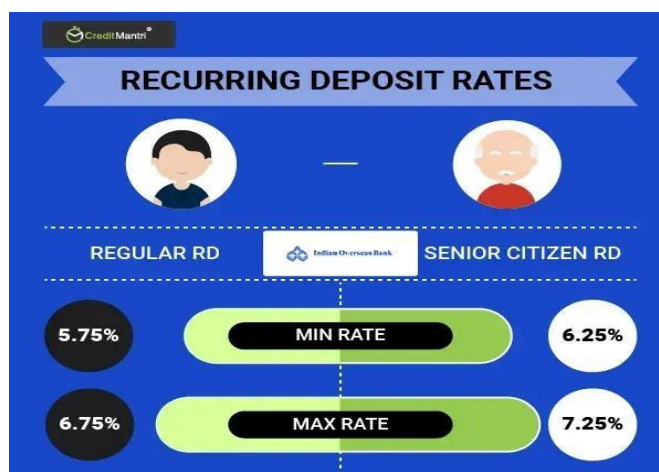 CreditMantri
RECURRING DEPOSIT RATES
REGULAR RD
Indian Overseas Bank
SENIOR CITIZEN RD
5.75%
MIN RATE
6.25%
6.75%
MAX RATE
7.25%